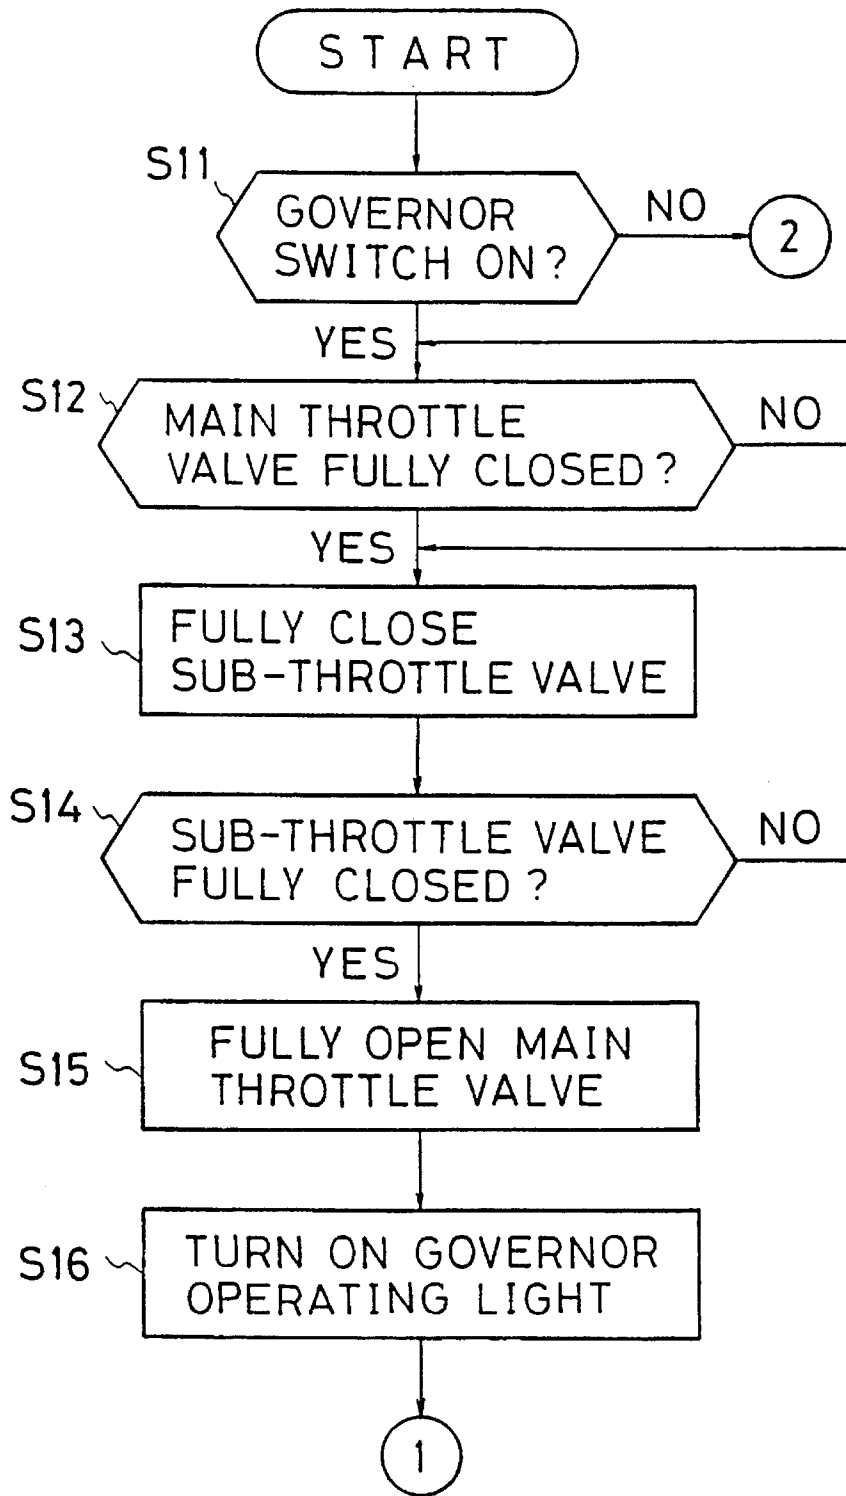 START
S11
GOVERNOR
SWITCH ON?
NO
2
YES
S12
MAIN THROTTLE
VALVE FULLY CLOSED?
NO
YES
S13
FULLY CLOSE
SUB-THROTTLE VALVE
S14
SUB-THROTTLE VALVE
FULLY CLOSED?
NO
YES
S15
FULLY OPEN MAIN
THROTTLE VALVE
S16
TURN ON GOVERNOR
OPERATING LIGHT
1